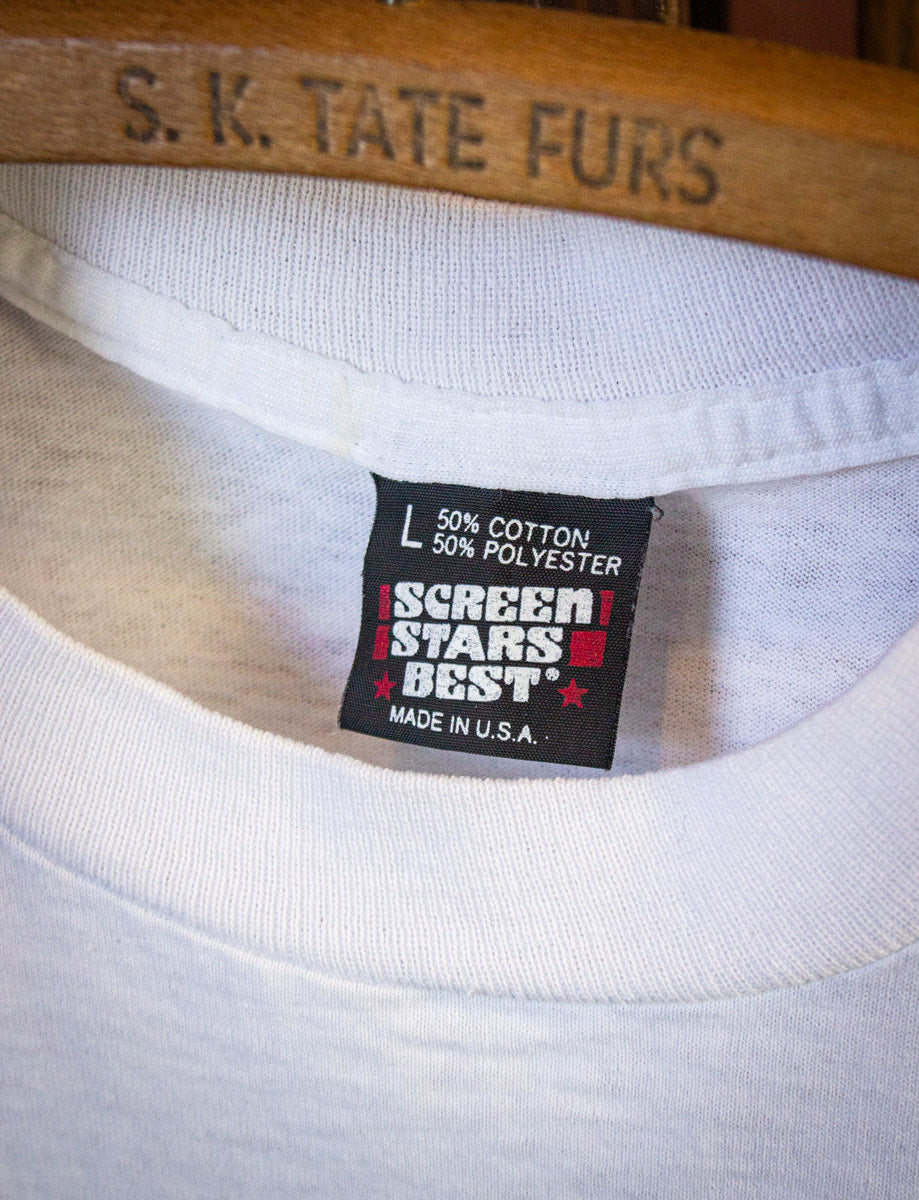 S. K. TATE FURS
L 50% COTTON
50% POLYESTER
SCREEN
STARS
BEST®
MADE IN U.S.A.